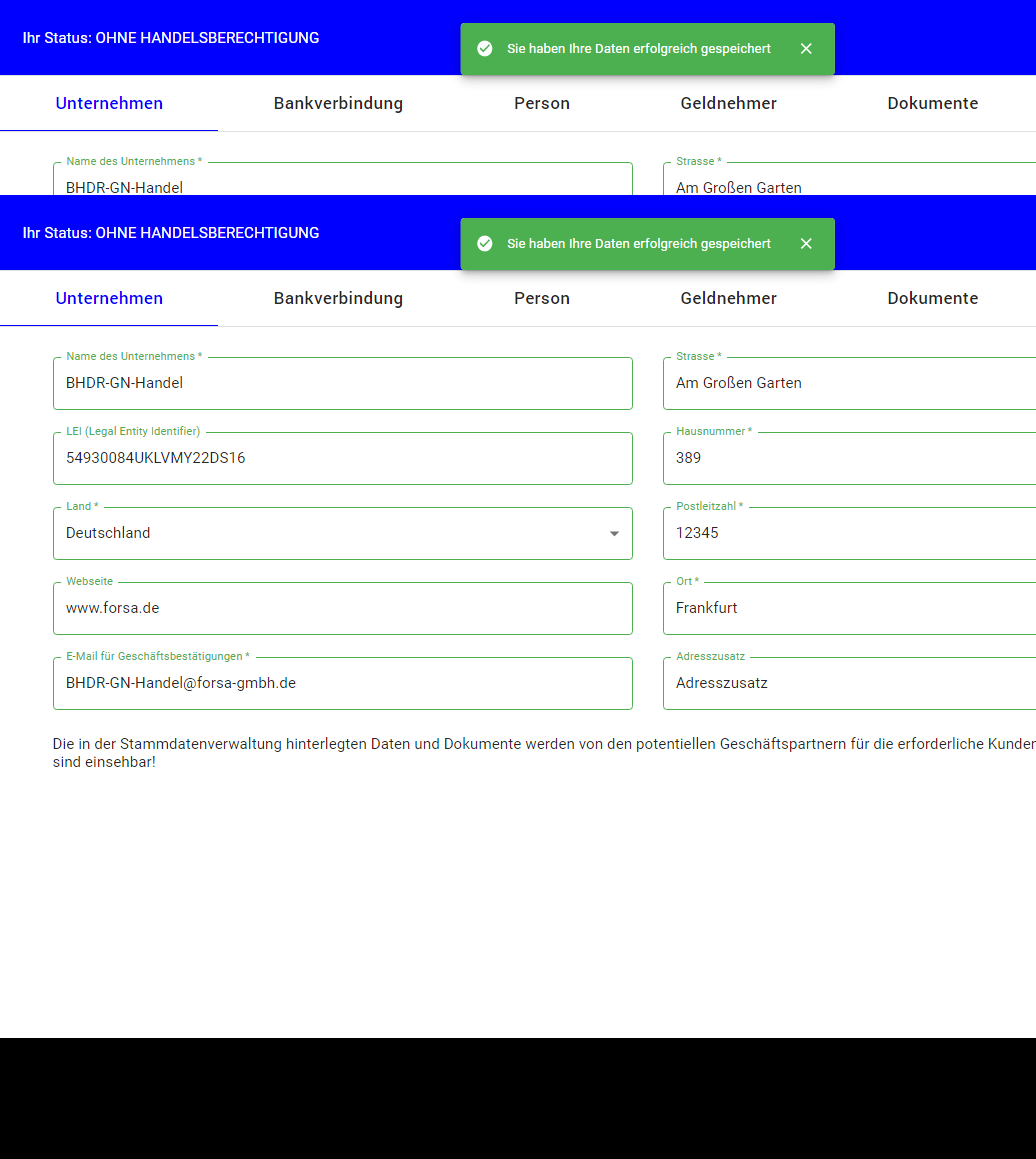 Ihr Status: OHNE HANDELSBERECHTIGUNG
Sie haben Ihre Daten erfolgreich gespeichert
Unternehmen Bankverbindung Person Geldnehmer Dokumente
Name des Unternehmens * Strasse *
BHDR-GN-Handel Am Großen Garten
Ihr Status: OHNE HANDELSBERECHTIGUNG
Sie haben Ihre Daten erfolgreich gespeichert
Unternehmen Bankverbindung Person Geldnehmer Dokumente
Name des Unternehmens * Strasse *
BHDR-GN-Handel Am Großen Garten
LEI (Legal Entity Identifier) Hausnummer *
54930084UKLVMY22DS16 389
Land * Postleitzahl *
Deutschland 12345
Webseite Ort *
www.forsa.de Frankfurt
E-Mail für Geschäftsbestätigungen * Adresszusatz
BHDR-GN-Handel@forsa-gmbh.de Adresszusatz
Die in der Stammdatenverwaltung hinterlegten Daten und Dokumente werden von den potentiellen Geschäftspartnern für die erforderliche Kunden
sind einsehbar!